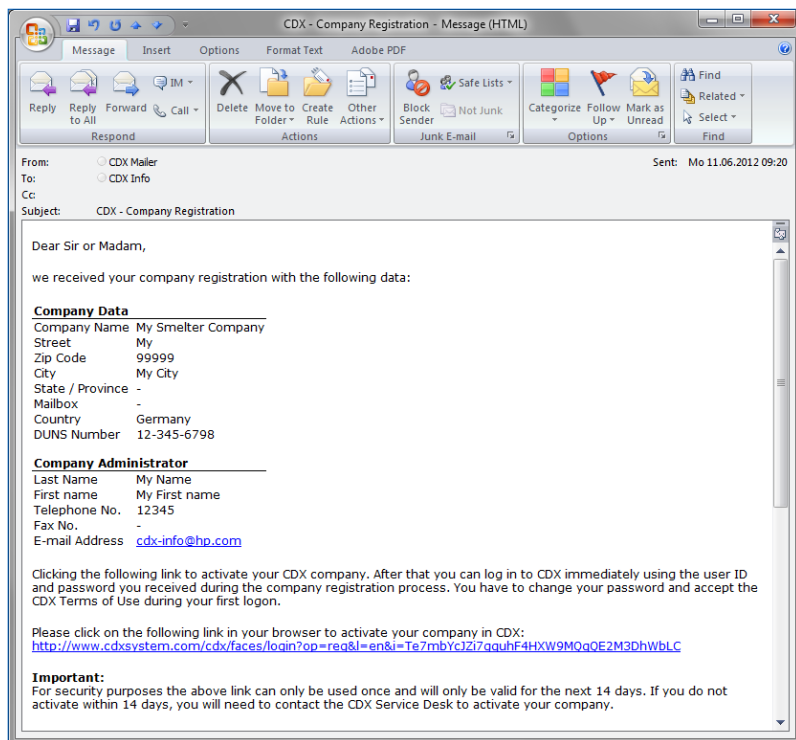 CDX - Company Registration - Message (HTML)
Message Insert Options Format Text Adobe PDF
Reply
Reply to All
Forward
IM
Call
Respond
Delete
Move to Folder
Create Rule
Other Actions
Actions
Block Sender
Safe Lists
Not Junk
Junk E-mail
Categorize
Follow Up
Mark as Unread
Options
Find
Related
Select
Find
From: CDX Mailer Sent: Mo 11.06.2012 09:20
To: CDX Info
Cc:
Subject: CDX - Company Registration
Dear Sir or Madam,
we received your company registration with the following data:
Company Data
Company Name My Smelter Company
Street My
Zip Code 99999
City My City
State / Province -
Mailbox -
Country Germany
DUNS Number 12-345-6798
Company Administrator
Last Name My Name
First name My First name
Telephone No. 12345
Fax No. -
E-mail Address cdx-info@hp.com
Clicking the following link to activate your CDX company. After that you can log in to CDX immediately using the user ID
and password you received during the company registration process. You have to change your password and accept the
CDX Terms of Use during your first logon.
Please click on the following link in your browser to activate your company in CDX:
http://www.cdxsystem.com/cdx/faces/login?op=reg&l=en&i=Te7mbYcJZi7gguhF4HXW9MQgQE2M3DhWbLC
Important:
For security purposes the above link can only be used once and will only be valid for the next 14 days. If you do not
activate within 14 days, you will need to contact the CDX Service Desk to activate your company.